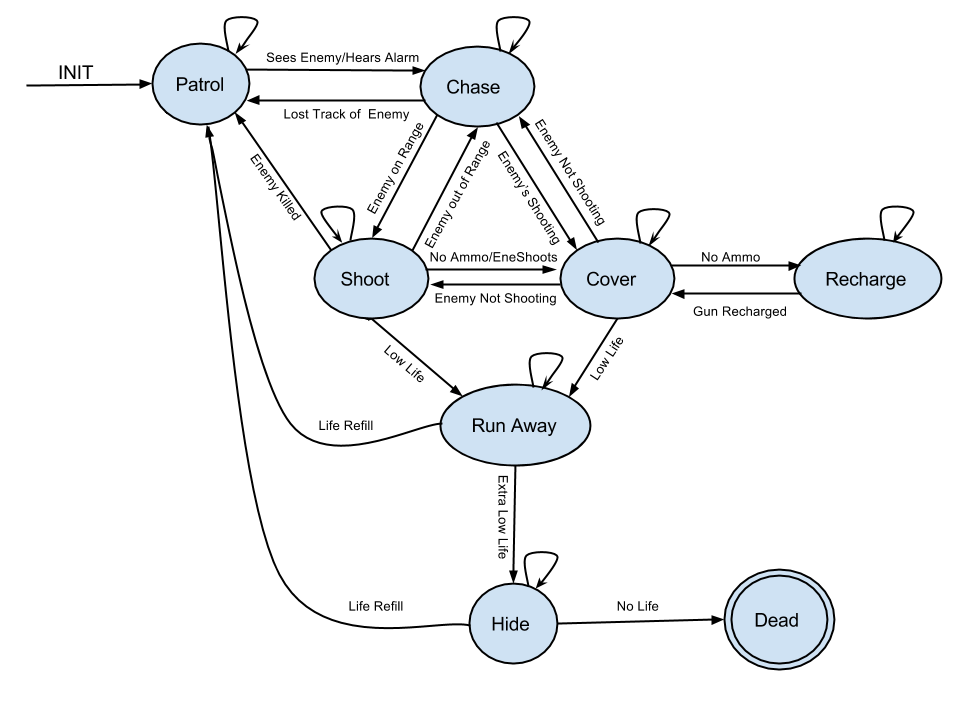 INIT
Patrol
Sees Enemy/Hears Alarm
Chase
Lost Track of Enemy
Enemy Killed
Enemy on Range
Enemy out of Range
Enemy's Shooting
Enemy Not Shooting
Shoot
No Ammo/EneShoots
Enemy Not Shooting
Cover
No Ammo
Gun Recharged
Recharge
Low Life
Low Life
Run Away
Life Refill
Extra Low Life
Life Refill
Hide
No Life
Dead